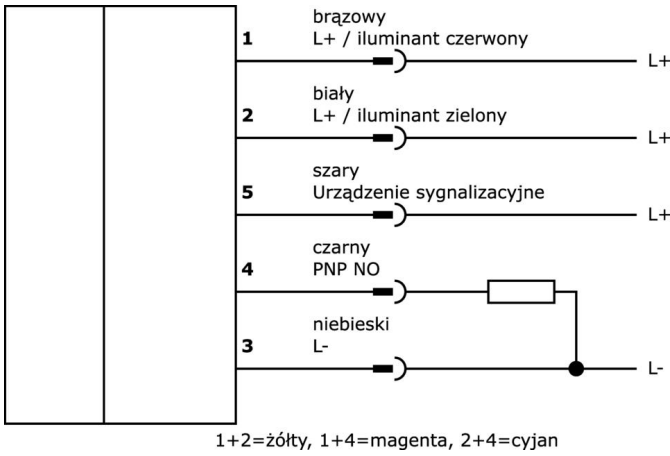 brązowy
1 L+ / iluminant czerwony
L+
biały
2 L+ / iluminant zielony
L+
szary
5 Urządzenie sygnalizacyjne
L+
czarny
4 PNP NO
niebieski
3 L-
L-
1+2=żółty, 1+4=magenta, 2+4=cyjan